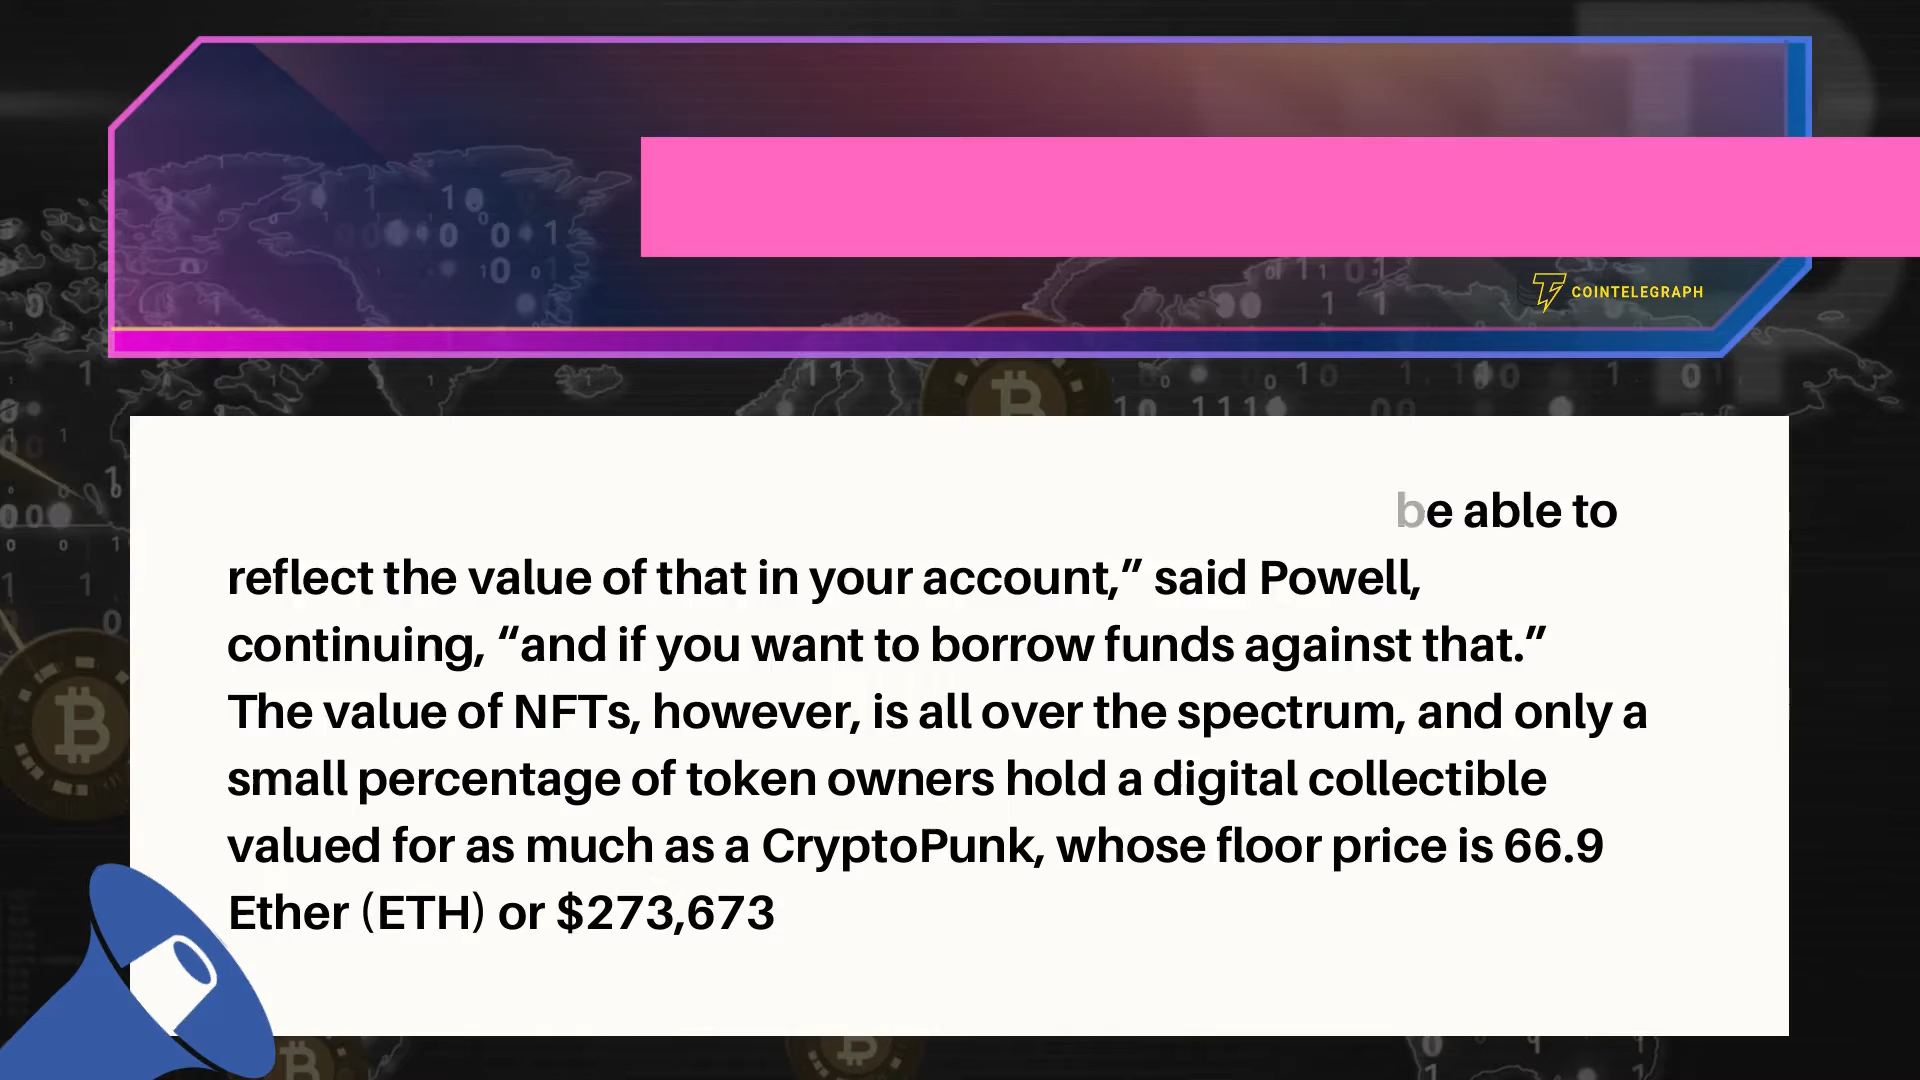 COINTELEGRAPH
be able to
reflect the value of that in your account,” said Powell,
continuing, “and if you want to borrow funds against that.”
The value of NFTs, however, is all over the spectrum, and only a
small percentage of token owners hold a digital collectible
valued for as much as a CryptoPunk, whose floor price is 66.9
Ether (ETH) or $273,673